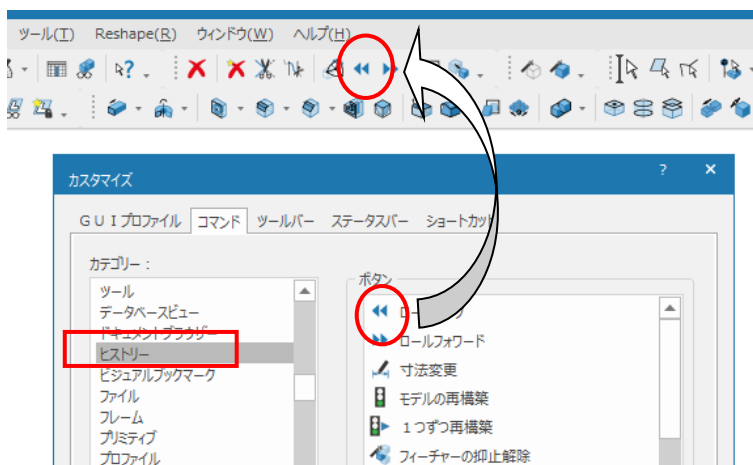 ツール(T) Reshape(R) ウィンドウ(W) ヘルプ(H)
カスタマイズ
ＧＵＩプロファイル コマンド ツールバー ステータスバー ショートカット
カテゴリー：
ツール
データベースビュー
ドキュメントブラウザー
ヒストリー
ビジュアルブックマーク
ファイル
フレーム
プリミティブ
プロファイル
ボタン
ロールフォワード
寸法変更
モデルの再構築
１つずつ再構築
フィーチャーの抑止解除